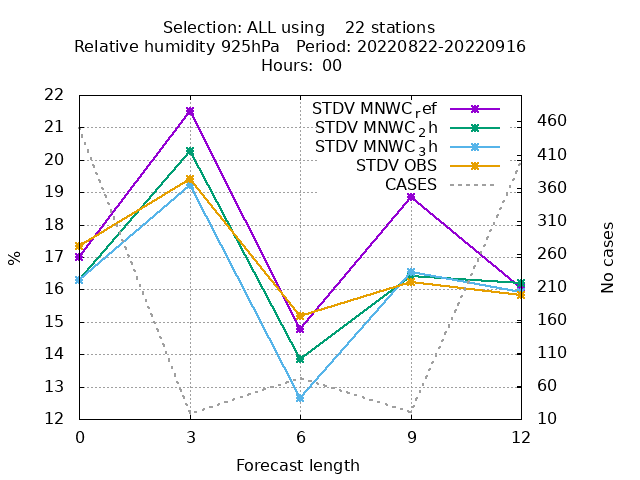 Selection: ALL using    22 stations
Relative humidity 925hPa   Period: 20220822-20220916
Hours: 00
STDV MNWC_ref
STDV MNWC_2h
STDV MNWC_3h
STDV OBS
CASES
%
22
21
20
19
18
17
16
15
14
13
12
460
410
360
310
260
210
160
110
60
10
No cases
0 3 6 9 12
Forecast length